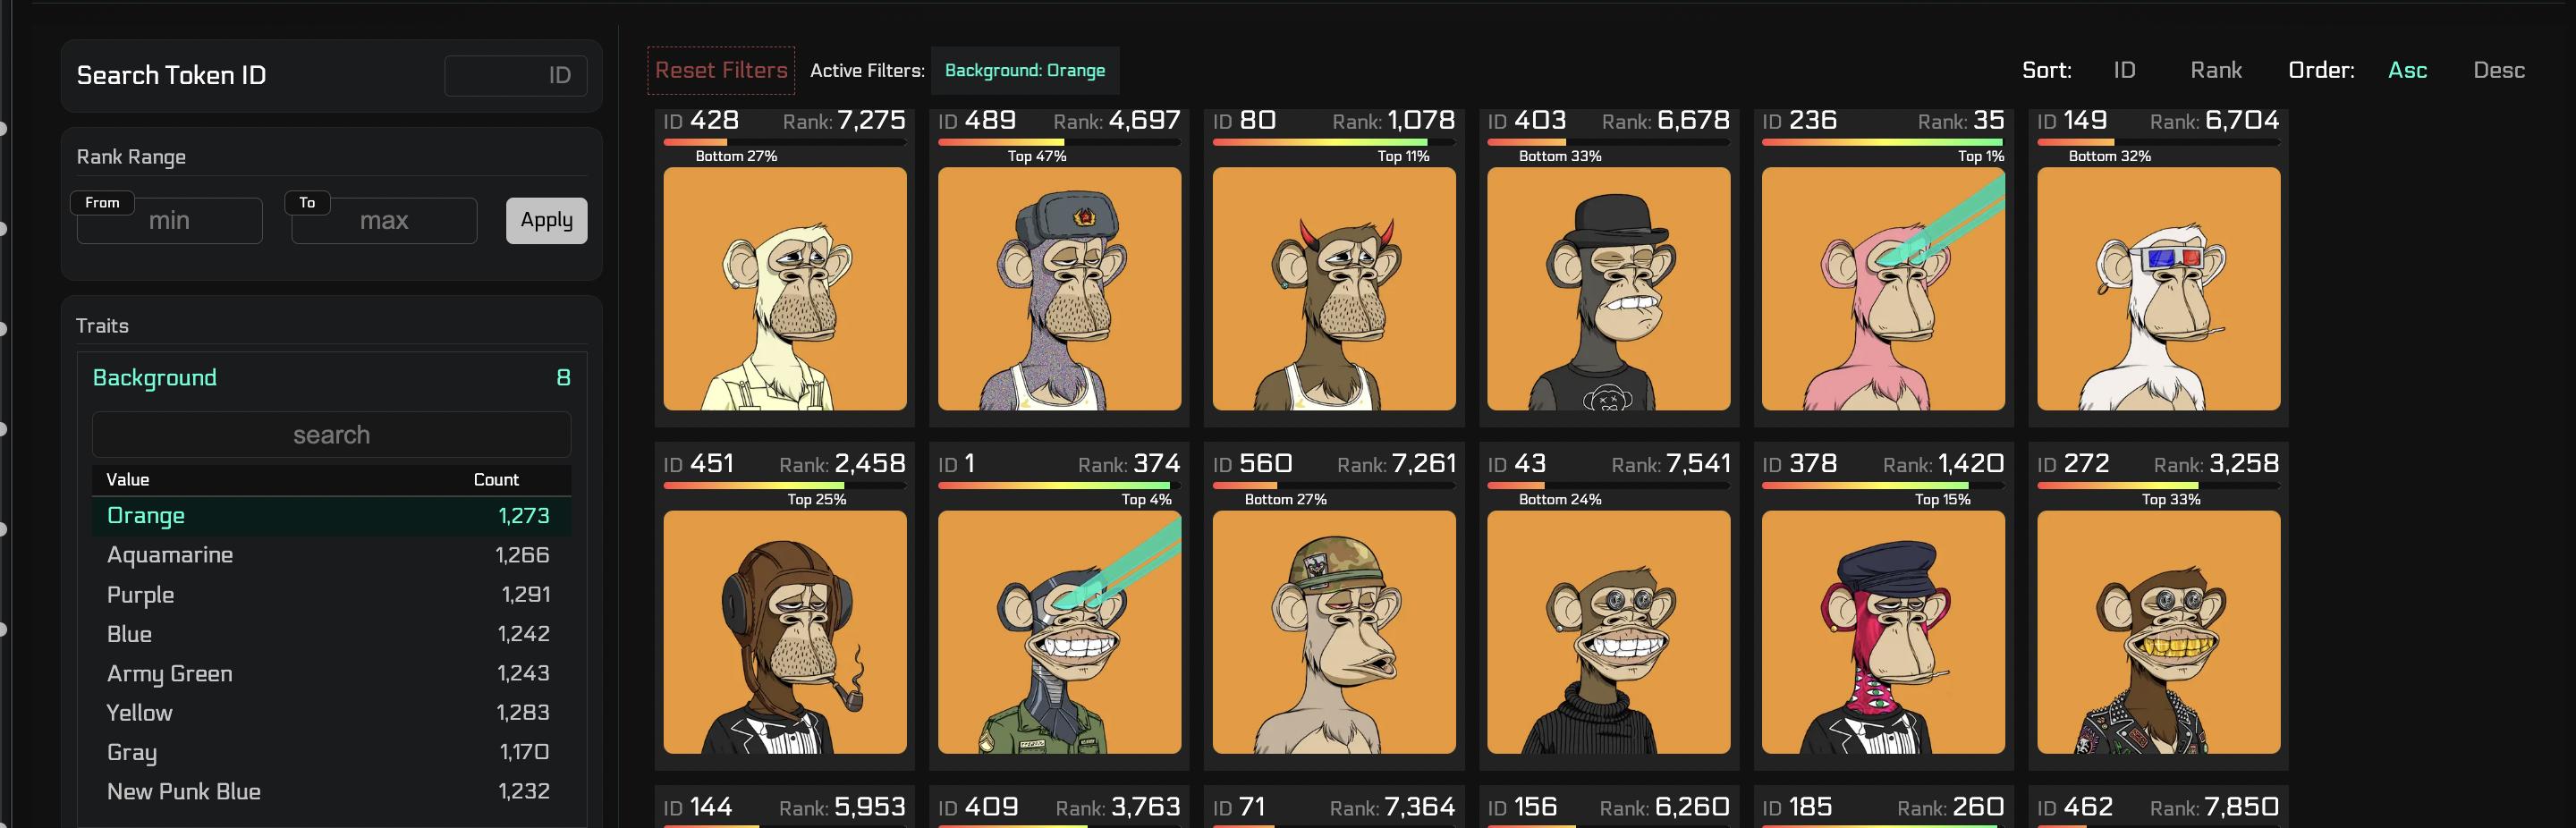 Search Token ID
ID
Rank Range
From
min
To
max
Apply
Traits
Background 8
search
Value Count
Orange 1,273
Aquamarine 1,266
Purple 1,291
Blue 1,242
Army Green 1,243
Yellow 1,283
Gray 1,170
New Punk Blue 1,232
Reset Filters Active Filters: Background: Orange
Sort: ID Rank Order: Asc Desc
ID 428 Rank: 7,275
Bottom 27%
ID 489 Rank: 4,697
Top 47%
ID 80 Rank: 1,078
Top 11%
ID 403 Rank: 6,678
Bottom 33%
ID 236 Rank: 35
Top 1%
ID 149 Rank: 6,704
Bottom 32%
ID 451 Rank: 2,458
Top 25%
ID 1 Rank: 374
Top 4%
ID 560 Rank: 7,261
Bottom 27%
ID 43 Rank: 7,541
Bottom 24%
ID 378 Rank: 1,420
Top 15%
ID 272 Rank: 3,258
Top 33%
ID 144 Rank: 5,953
ID 409 Rank: 3,763
ID 71 Rank: 7,364
ID 156 Rank: 6,260
ID 185 Rank: 260
ID 462 Rank: 7,850